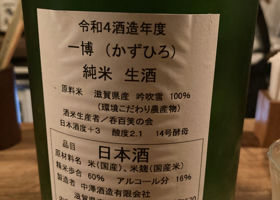 令和4酒造年度
一博（かずひろ）
純米 生酒
原料米 滋賀県産 吟吹雪 100%
（環境こだわり農産物）
酒米生産者／呑百笑の会
日本酒度＋3 酸度2.1 14号酵母
品目 日本酒
原材料名 米（国産）、米麹（国産米）
精米歩合 60% アルコール分 16%
製造者 中澤酒造有限会社